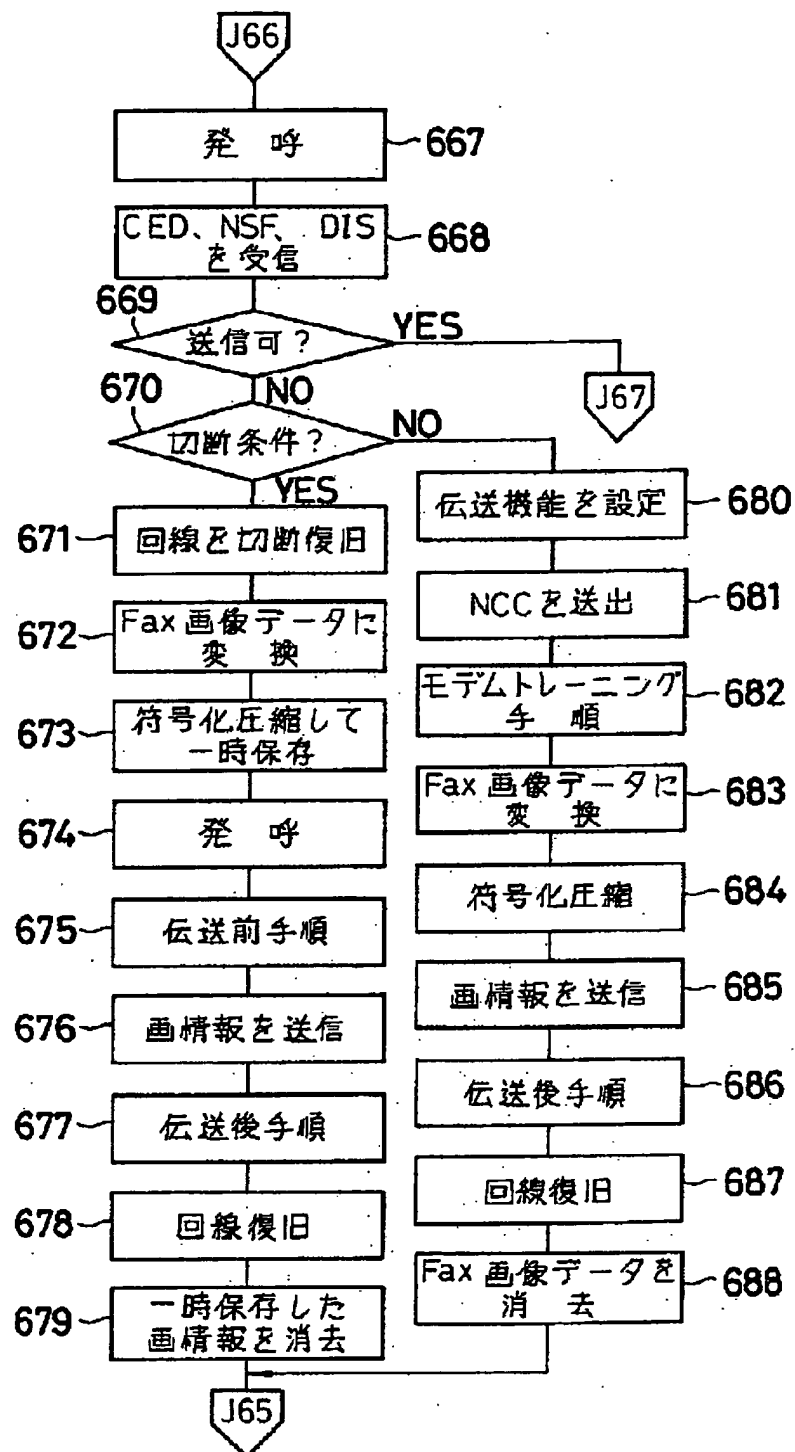 J66
発呼
667
CED、NSF、DIS
を受信
668
669
送信可?
YES
J67
NO
670
切断条件?
NO
YES
671
回線を切断復旧
672
Fax画像データに
変換
673
符号化圧縮して
一時保存
674
発呼
675
伝送前手順
676
画情報を送信
677
伝送後手順
678
回線復旧
679
一時保存した
画情報を消去
伝送機能を設定
680
NCCを送出
681
モデムトレーニング
手順
682
Fax画像データに
変換
683
符号化圧縮
684
画情報を送信
685
伝送後手順
686
回線復旧
687
Fax画像データを
消去
688
J65